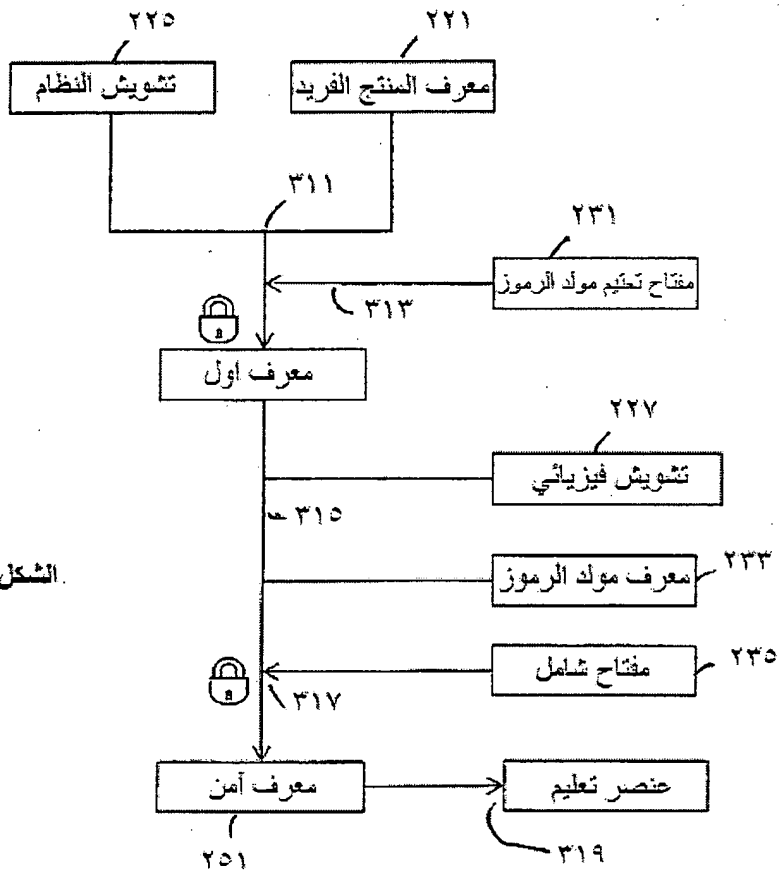 ٢٢٥
٢٢١
تشويش النظام
معرف المنتج الفريد
٣١١
٢٣١
مفتاح تعتيم مولد الرموز
٣١٣
معرف اول
٢٢٧
تشويش فيزيائي
٣١٥
معرف مولد الرموز
٢٣٣
الشكل
مفتاح شامل
٢٣٥
٣١٧
معرف آمن
عنصر تعليم
٢٥١
٣١٩